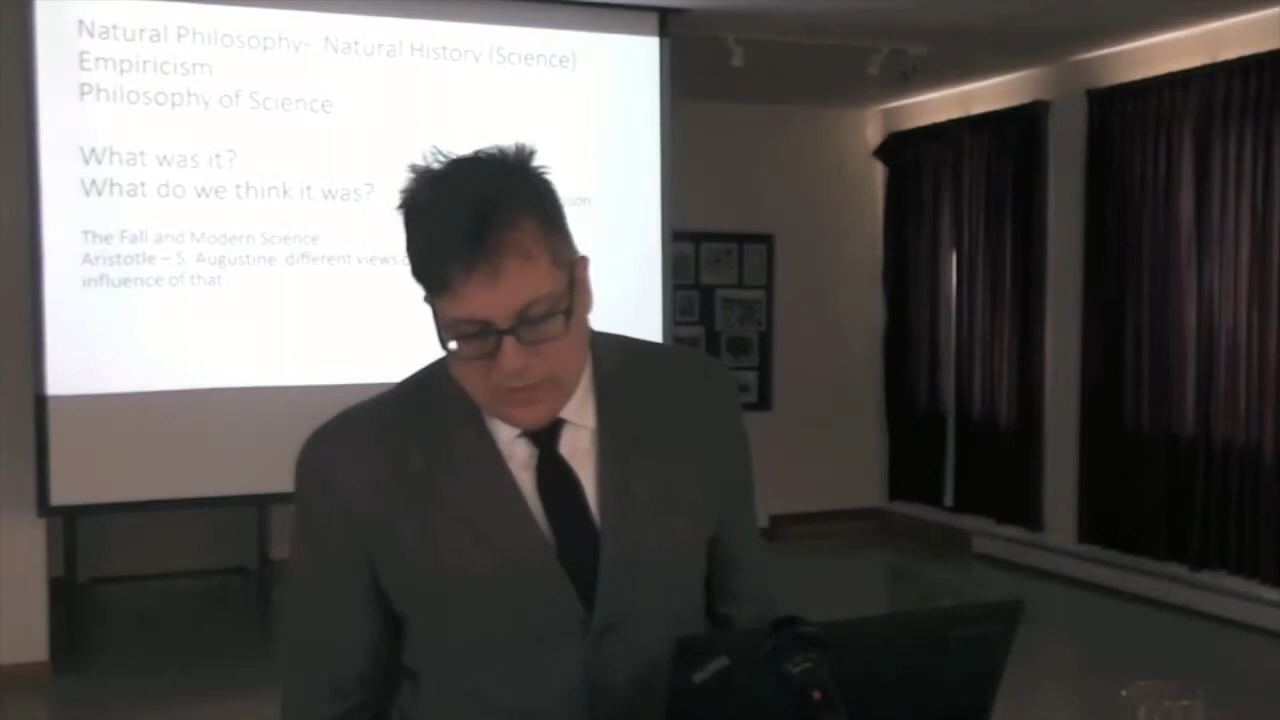 Natural Philosophy- Natural History (Science)
Empiricism
Philosophy of Science
What was it?
What do we think it was?
The Fall and Modern Science
Aristotle – S. Augustine different views
influence of that